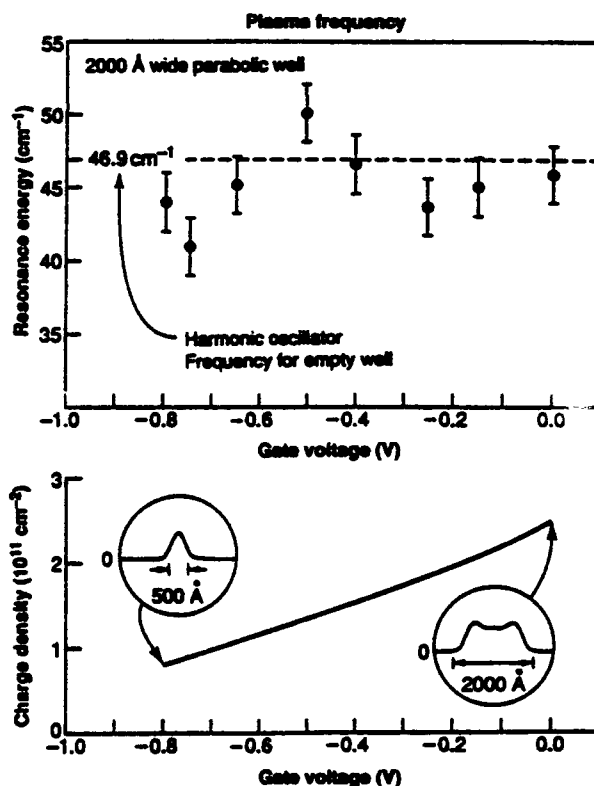 Plasma frequency
55
50
45
40
35
Resonance energy (cm⁻¹)
2000 Å wide parabolic well
46.9 cm⁻¹
Harmonic oscillator
Frequency for empty well
-1.0 -0.8 -0.6 -0.4 -0.2 0.0
Gate voltage (V)
3
2
1
0
Charge density (10¹¹ cm⁻²)
0
500 Å
0
2000 Å
-1.0 -0.8 -0.6 -0.4 -0.2 0.0
Gate voltage (V)